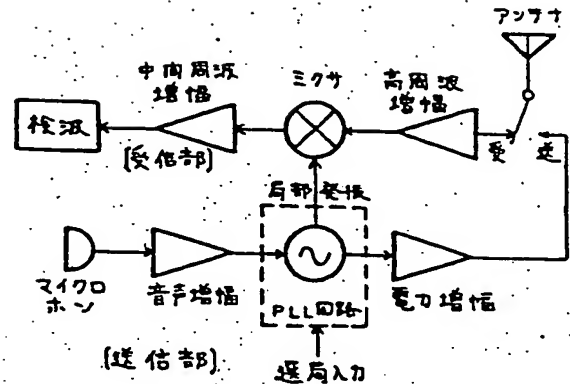 アンテナ
中間周波
増幅
ミクサ
高周波
増幅
検波
[受信部]
受
送
局部発振
マイクロ
ホン
音声増幅
PLL回路
電力増幅
[送信部]
選局入力